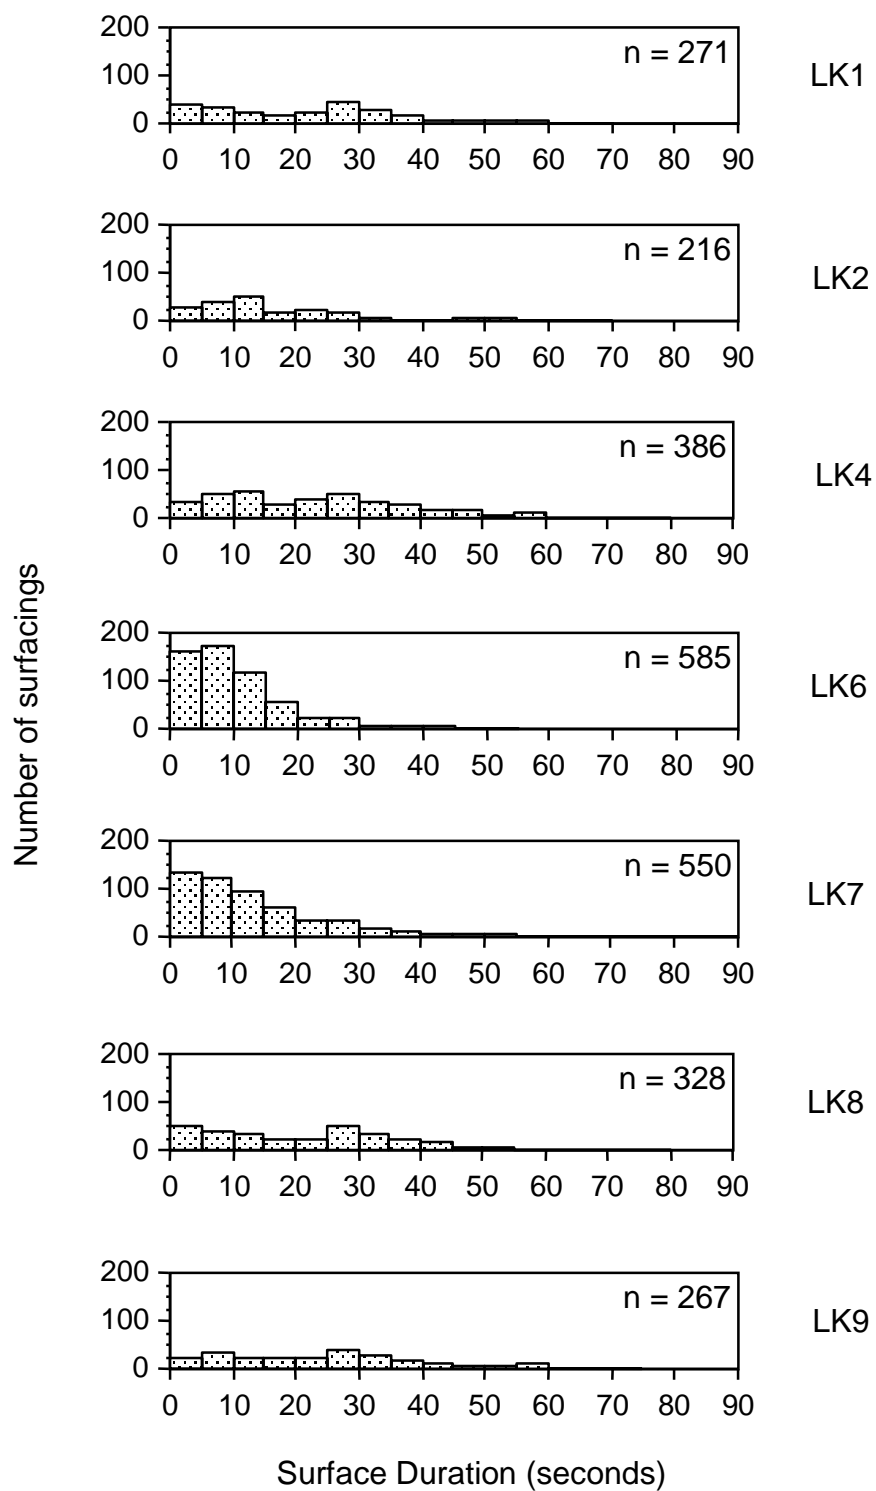 200
n = 271
LK1
100
0
0 10 20 30 40 50 60 70 80 90
200
n = 216
LK2
100
0
0 10 20 30 40 50 60 70 80 90
200
n = 386
LK4
100
0
0 10 20 30 40 50 60 70 80 90
Number of surfacings
200
n = 585
LK6
100
0
0 10 20 30 40 50 60 70 80 90
200
n = 550
LK7
100
0
0 10 20 30 40 50 60 70 80 90
200
n = 328
LK8
100
0
0 10 20 30 40 50 60 70 80 90
200
n = 267
LK9
100
0
0 10 20 30 40 50 60 70 80 90
Surface Duration (seconds)